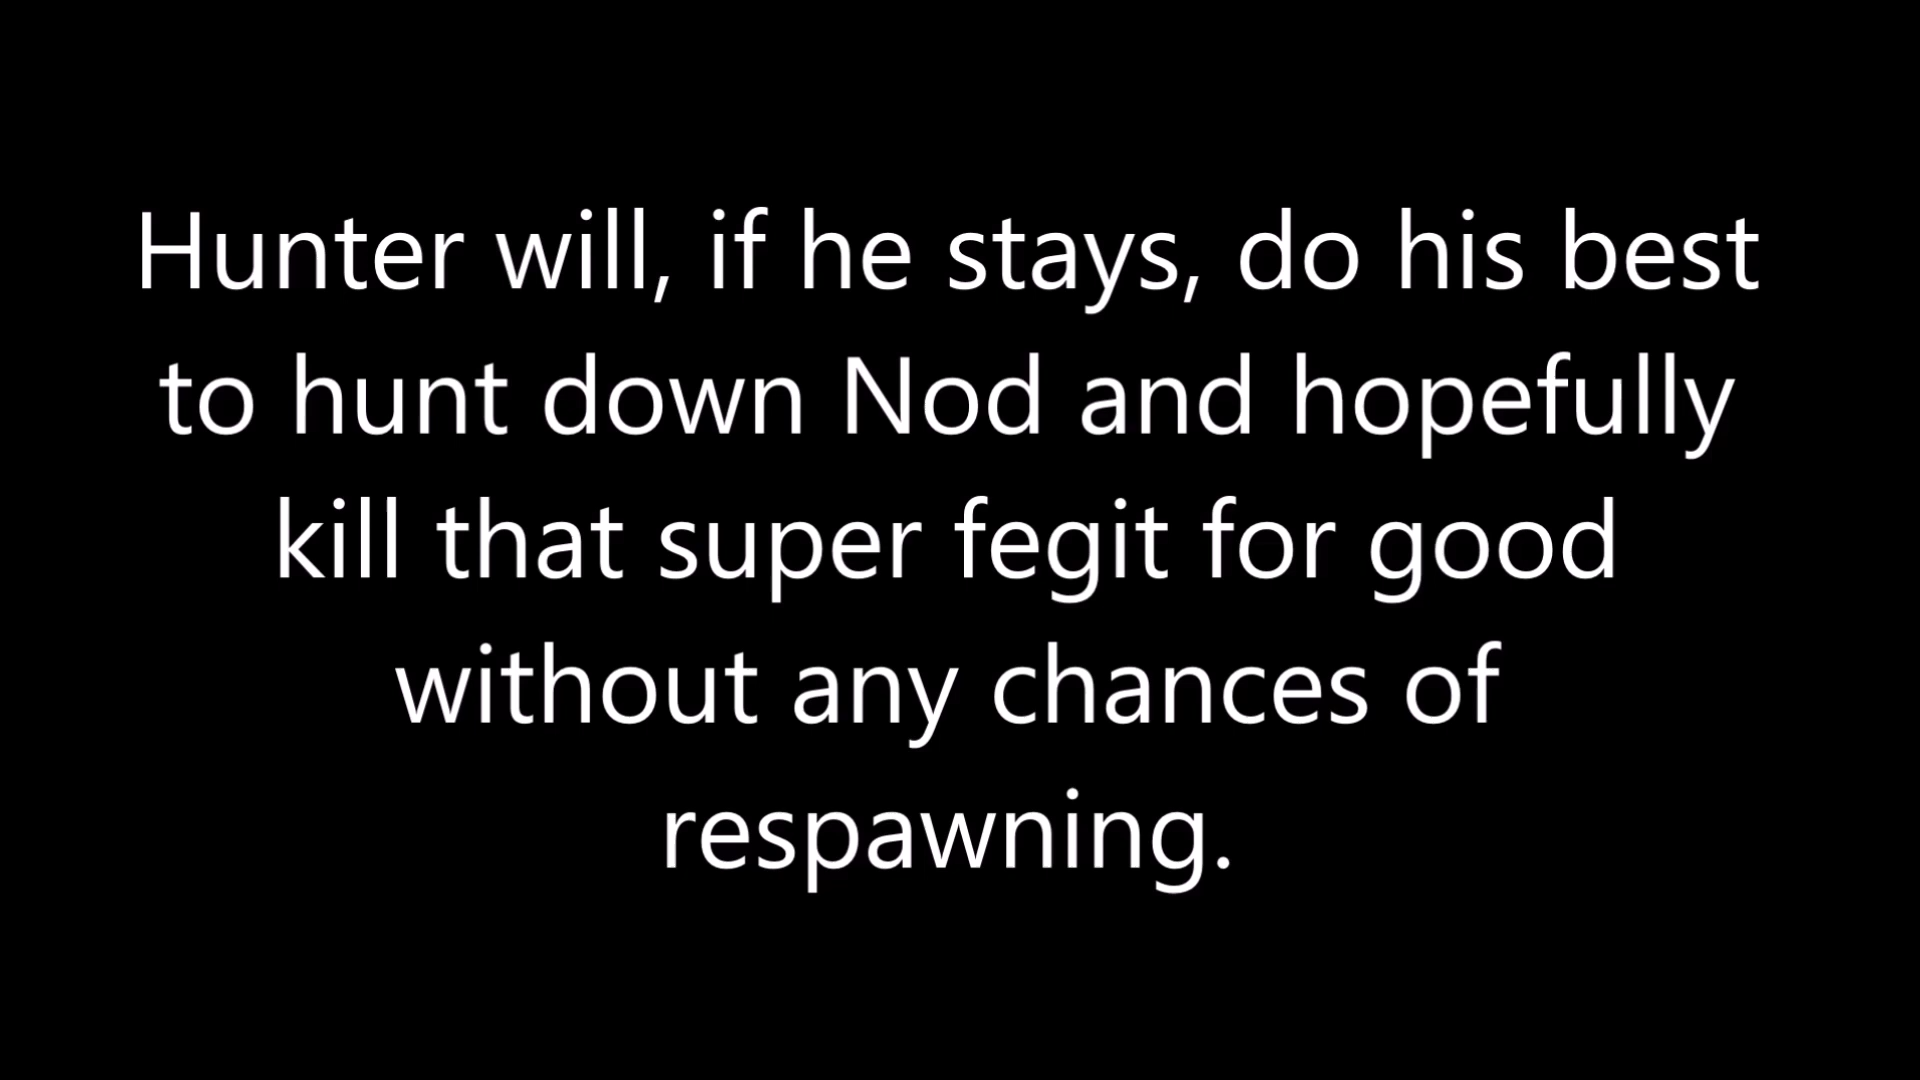 Hunter will, if he stays, do his best
to hunt down Nod and hopefully
kill that super fegit for good
without any chances of
respawning.